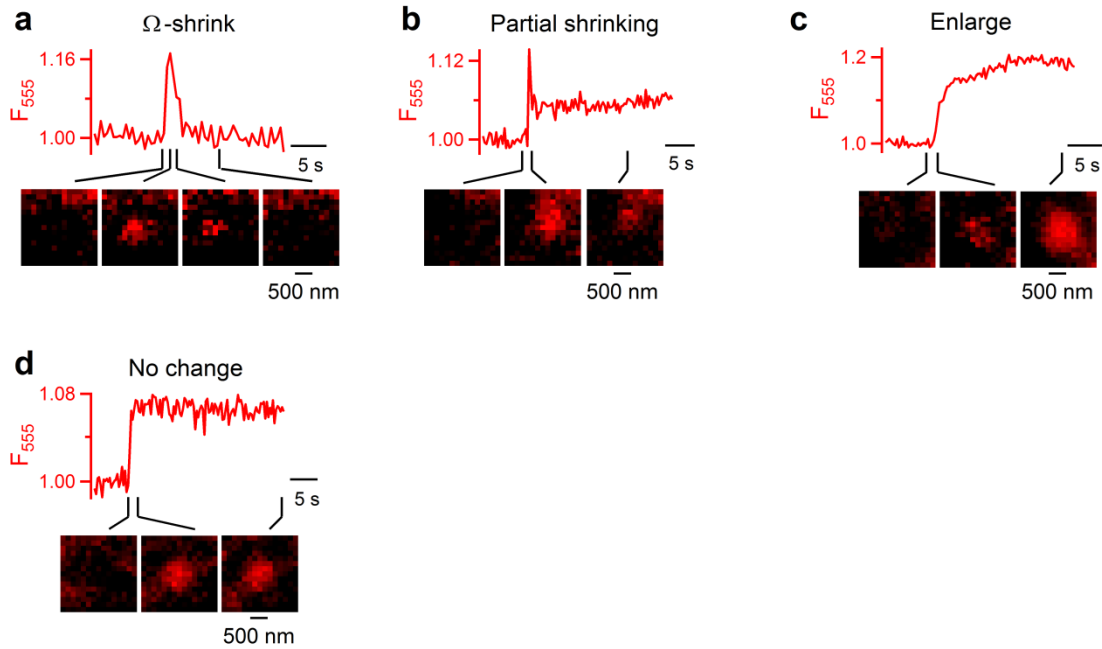 a
Ω-shrink
1.16
1.00
F555
5 s
500 nm
b
Partial shrinking
1.12
1.00
F555
5 s
500 nm
c
Enlarge
1.2
1.0
F555
5 s
500 nm
d
No change
1.08
1.00
F555
5 s
500 nm